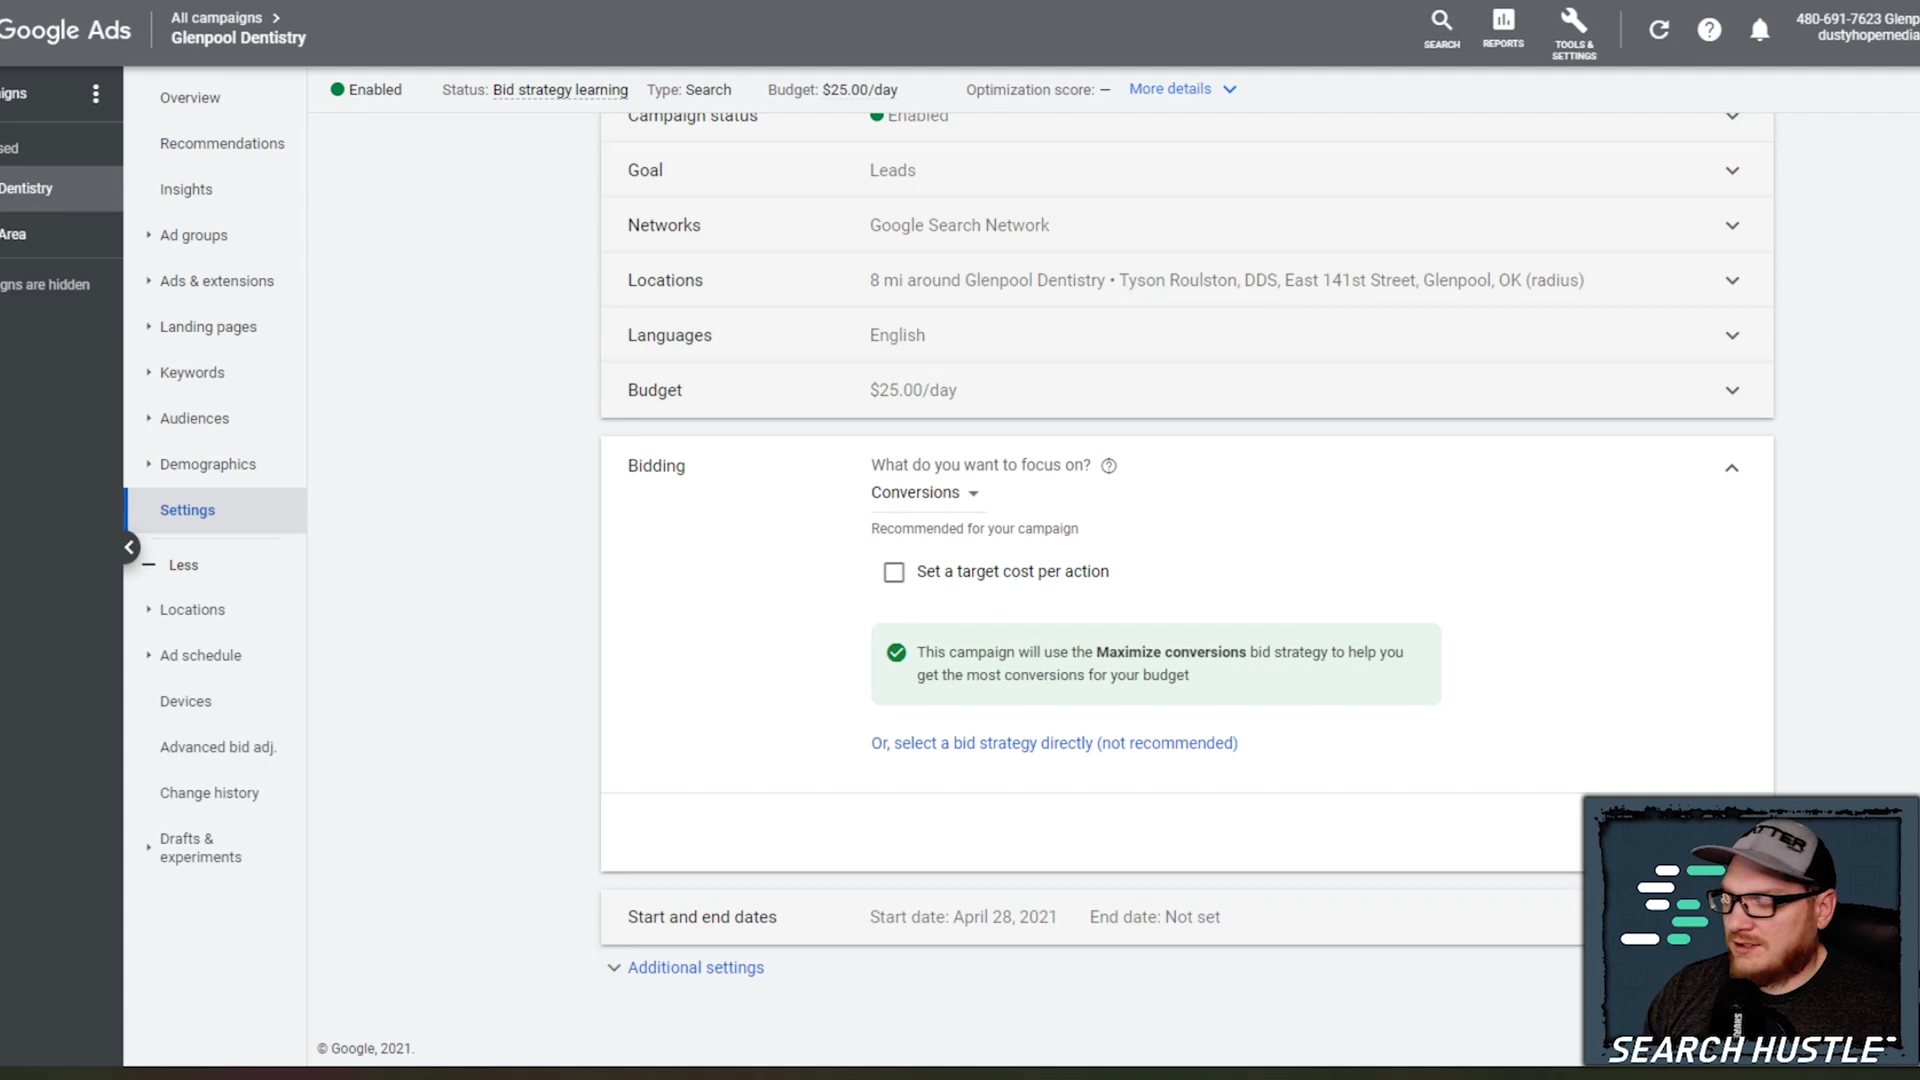 Google Ads
All campaigns >
Glenpool Dentistry
SEARCH
REPORTS
TOOLS &
SETTINGS
480-691-7623 Glenp
dustyhopemedia
igns
sed
Dentistry
Area
gns are hidden
Overview
Recommendations
Insights
Ad groups
Ads & extensions
Landing pages
Keywords
Audiences
Demographics
Settings
Less
Locations
Ad schedule
Devices
Advanced bid adj.
Change history
Drafts &
experiments
Enabled Status: Bid strategy learning Type: Search Budget: $25.00/day Optimization score: — More details
Campaign status Enabled
Goal Leads
Networks Google Search Network
Locations 8 mi around Glenpool Dentistry • Tyson Roulston, DDS, East 141st Street, Glenpool, OK (radius)
Languages English
Budget $25.00/day
Bidding
What do you want to focus on?
Conversions
Recommended for your campaign
Set a target cost per action
This campaign will use the Maximize conversions bid strategy to help you
get the most conversions for your budget
Or, select a bid strategy directly (not recommended)
Start and end dates Start date: April 28, 2021 End date: Not set
Additional settings
© Google, 2021.
SEARCH HUSTLE